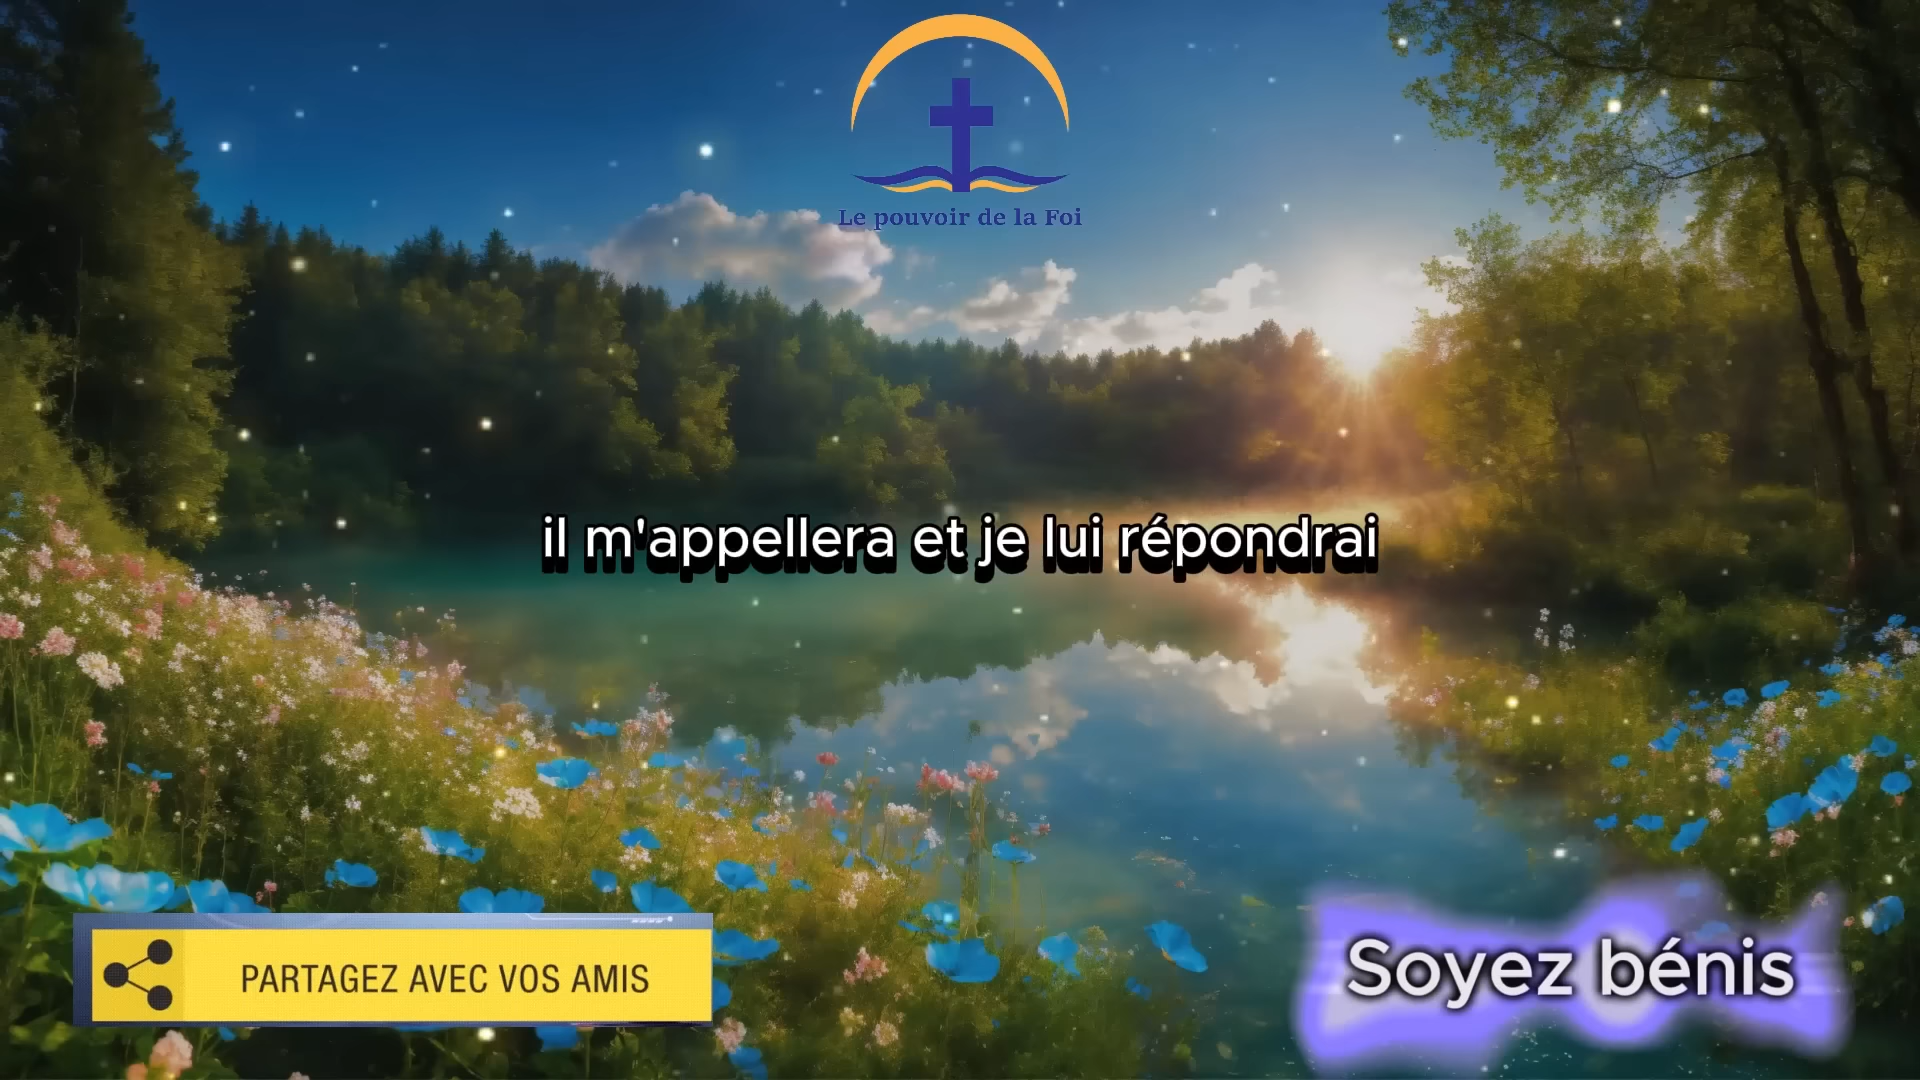 Le pouvoir de la Foi
il m'appellera et je lui répondrai
PARTAGEZ AVEC VOS AMIS
Soyez bénis